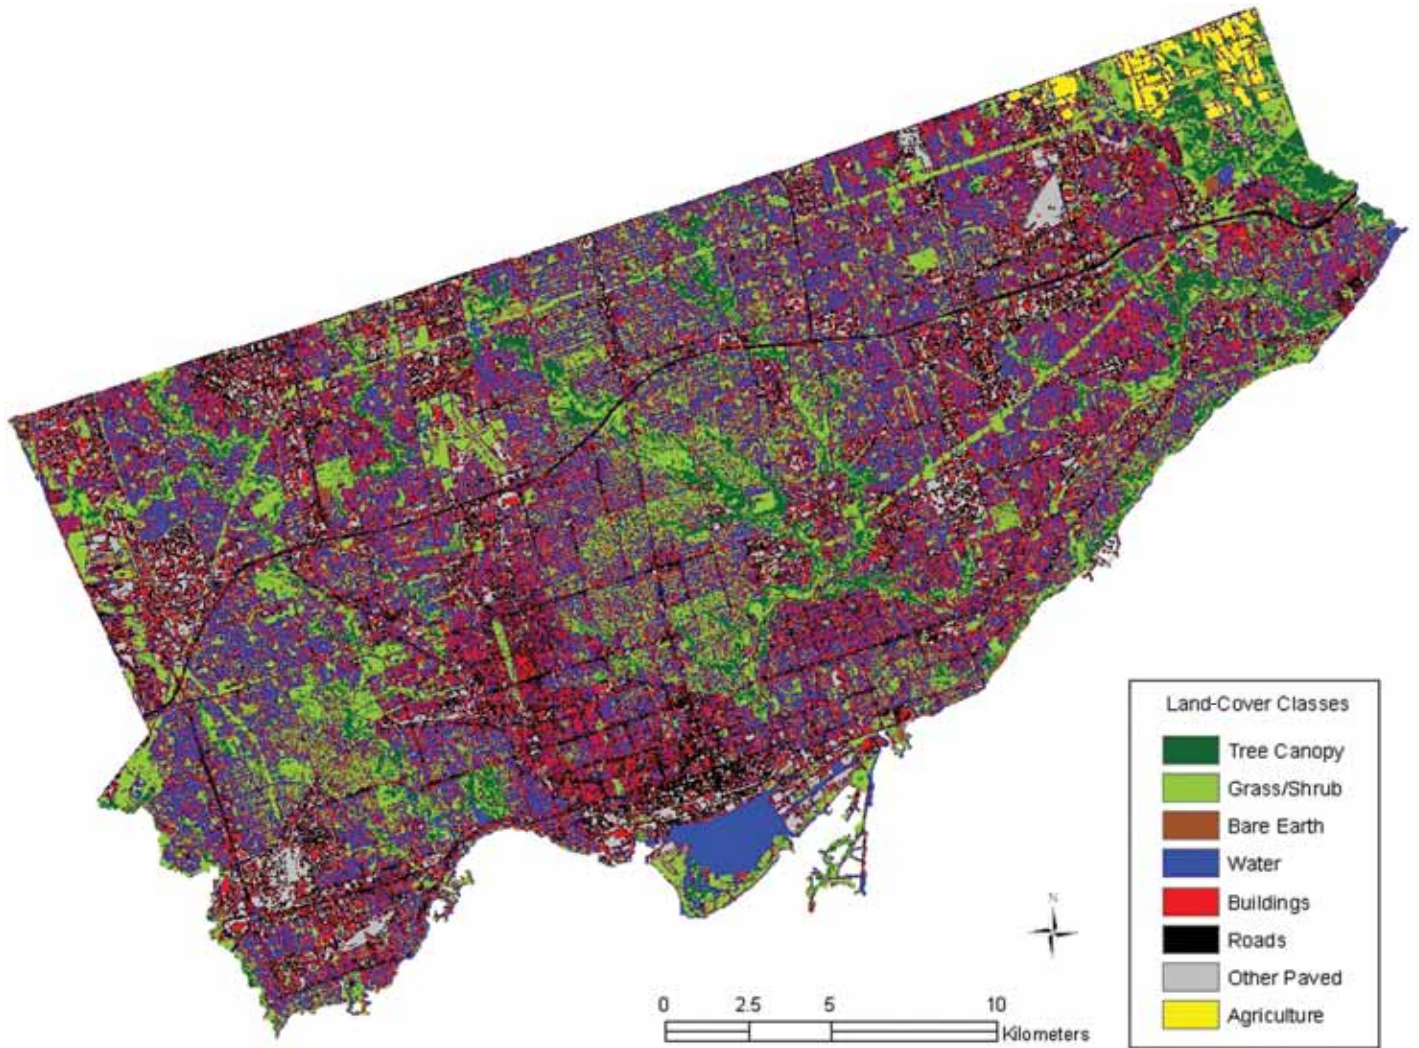 Land-Cover Classes
Tree Canopy
Grass/Shrub
Bare Earth
Water
Buildings
Roads
Other Paved
Agriculture
N
0 2.5 5 10
Kilometers